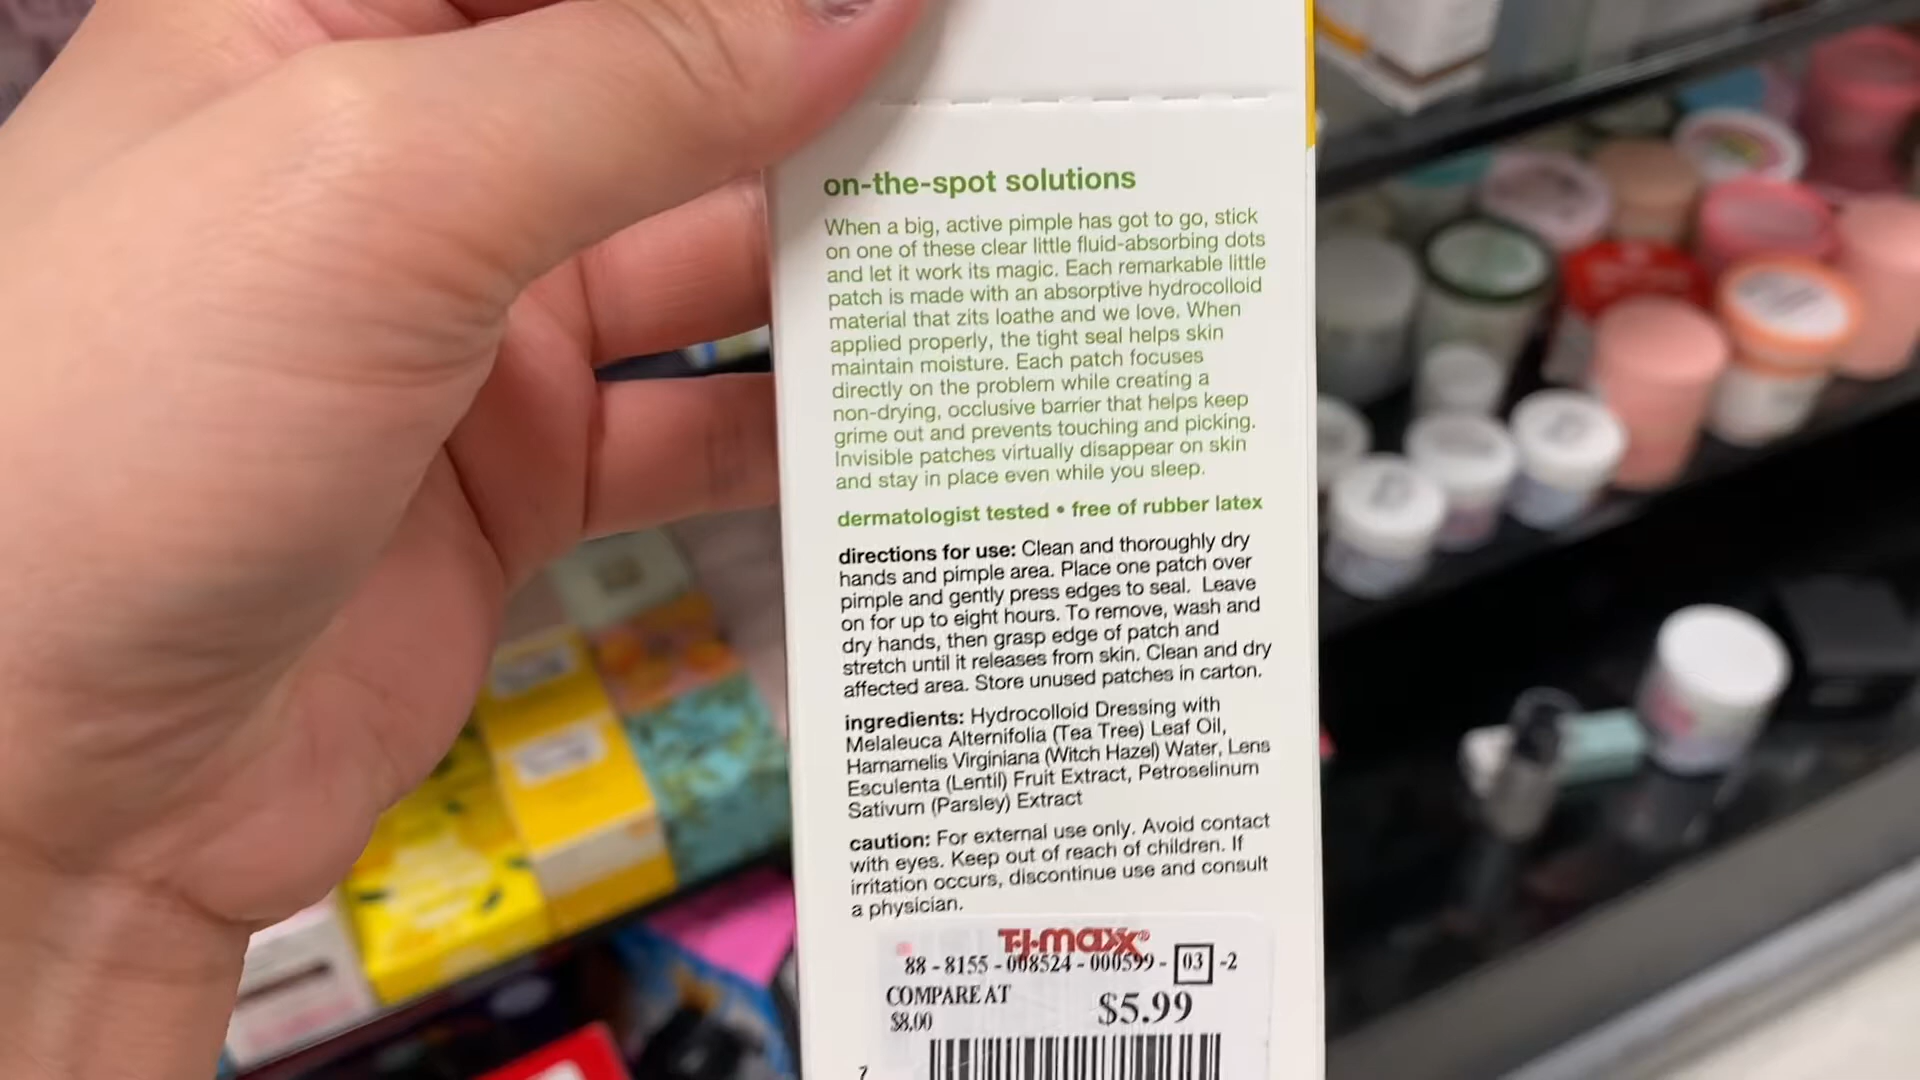 on-the-spot solutions
When a big, active pimple has got to go, stick
on one of these clear little fluid-absorbing dots
and let it work its magic. Each remarkable little
patch is made with an absorptive hydrocolloid
material that zits loathe and we love. When
applied properly, the tight seal helps skin
maintain moisture. Each patch focuses
directly on the problem while creating a
non-drying, occlusive barrier that helps keep
grime out and prevents touching and picking.
Invisible patches virtually disappear on skin
and stay in place even while you sleep.
dermatologist tested • free of rubber latex
directions for use: Clean and thoroughly dry
hands and pimple area. Place one patch over
pimple and gently press edges to seal. Leave
on for up to eight hours. To remove, wash and
dry hands, then grasp edge of patch and
stretch until it releases from skin. Clean and dry
affected area. Store unused patches in carton.
ingredients: Hydrocolloid Dressing with
Melaleuca Alternifolia (Tea Tree) Leaf Oil,
Hamamelis Virginiana (Witch Hazel) Water, Lens
Esculenta (Lentil) Fruit Extract, Petroselinum
Sativum (Parsley) Extract
caution: For external use only. Avoid contact
with eyes. Keep out of reach of children. If
irritation occurs, discontinue use and consult
a physician.
T·J·maxx®
88 - 8155 - 008524 - 000599 - 03 -2
COMPARE AT
$8.00
$5.99
7